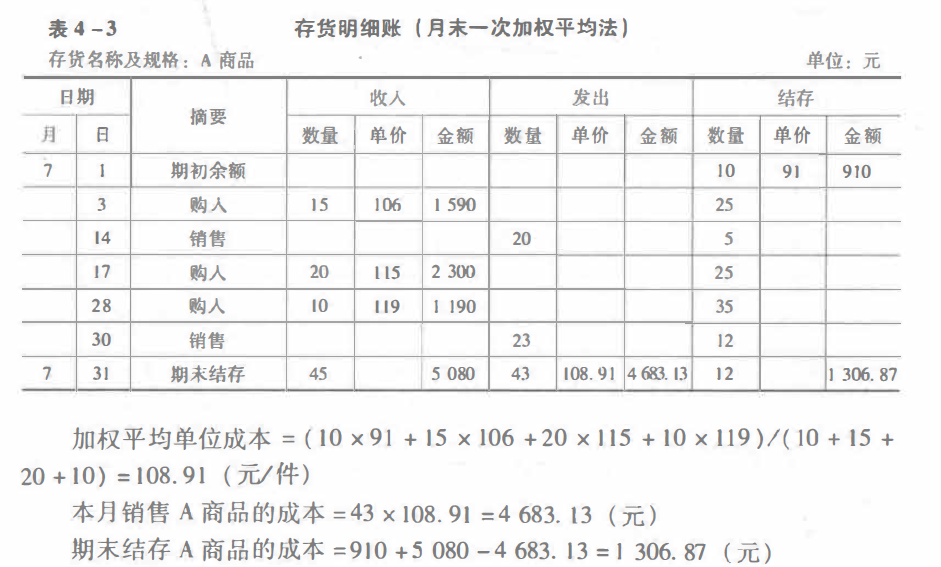 表 4-3 存货明细账（月末一次加权平均法）
存货名称及规格：A 商品 单位：元
日期 摘要 收入 发出 结存
月 日 数量 单价 金额 数量 单价 金额 数量 单价 金额
7 1 期初余额 10 91 910
3 购入 15 106 1 590 25
14 销售 20 5
17 购入 20 115 2 300 25
28 购入 10 119 1 190 35
30 销售 23 12
7 31 期末结存 45 5 080 43 108.91 4 683.13 12 1 306.87
加权平均单位成本 =（10 × 91 + 15 × 106 + 20 × 115 + 10 × 119）/（10 + 15 +
20 + 10）= 108.91（元/件）
本月销售 A 商品的成本 = 43 × 108.91 = 4 683.13（元）
期末结存 A 商品的成本 = 910 + 5 080 - 4 683.13 = 1 306.87（元）